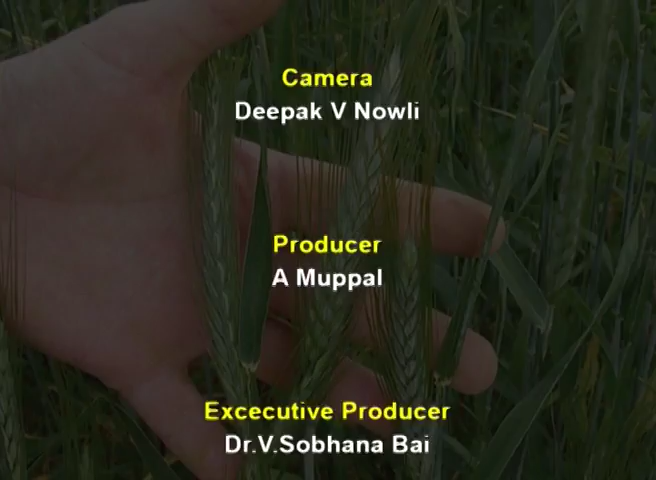 Camera
Deepak V Nowli
Producer
A Muppal
Excecutive Producer
Dr.V.Sobhana Bai